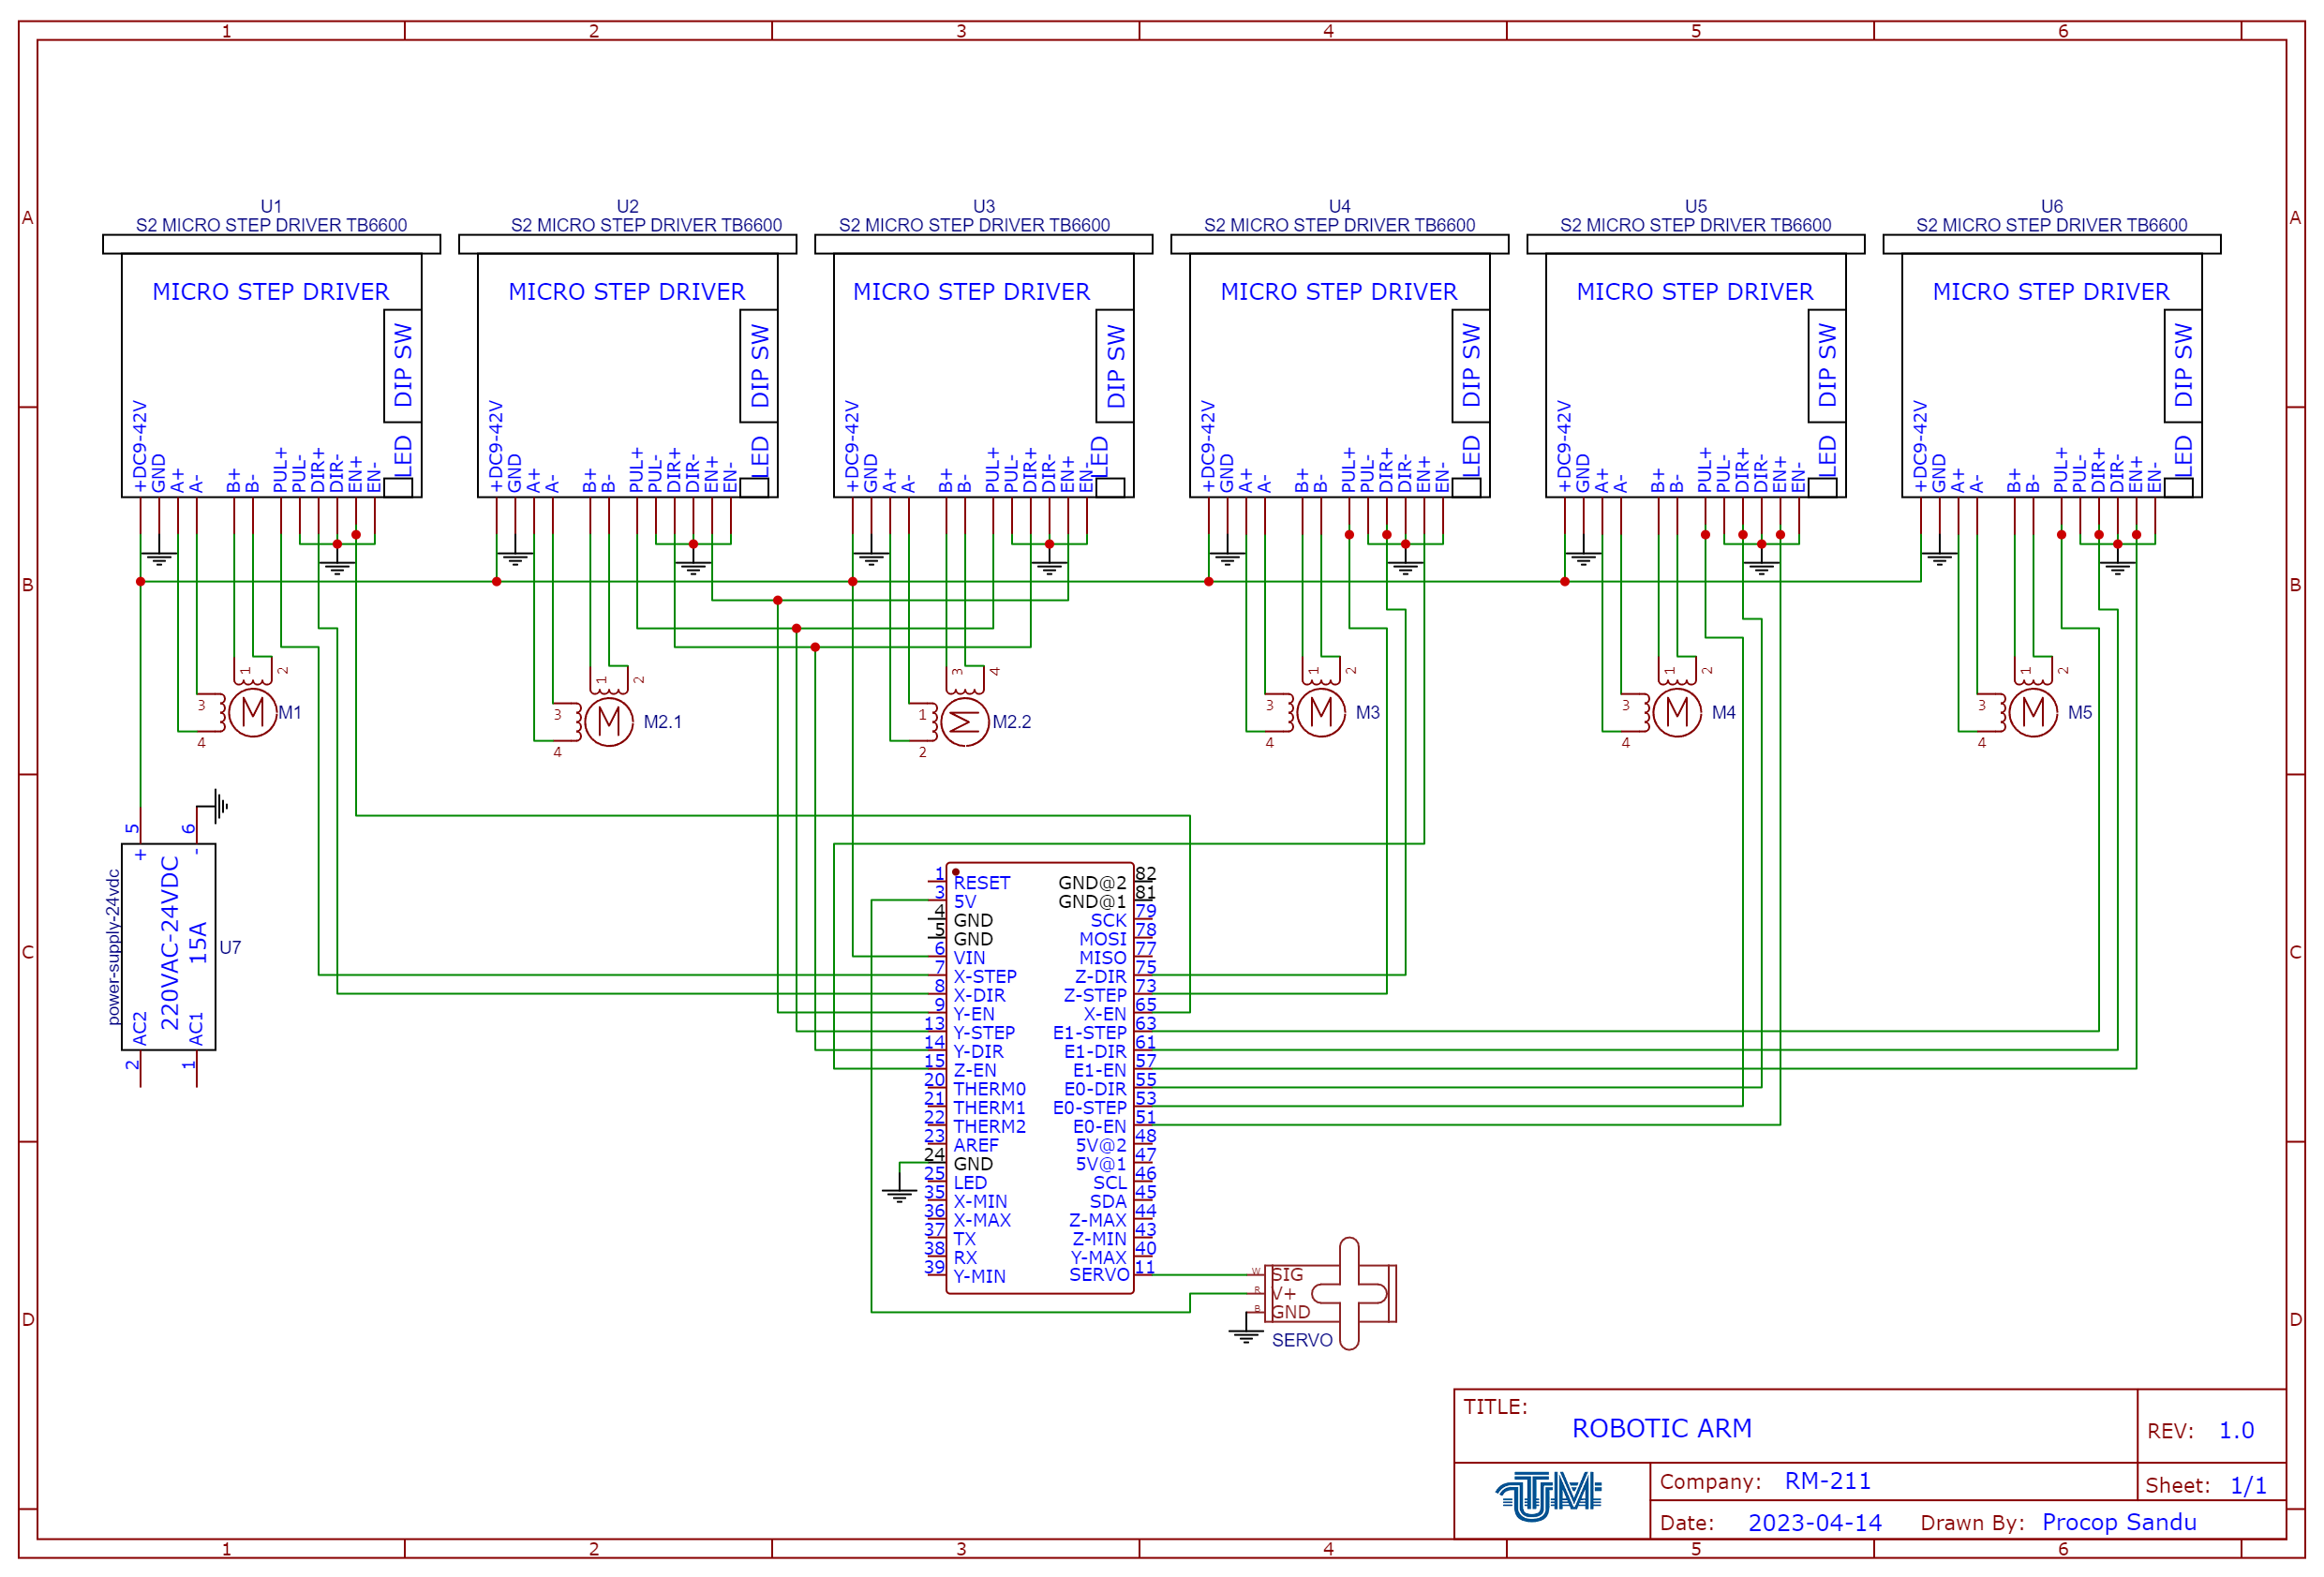 1 2 3 4 5 6
A A
B B
C C
D D
U1
S2 MICRO STEP DRIVER TB6600
MICRO STEP DRIVER
DIP SW
LED
+DC9-42V
GND
A+
A-
B+
B-
PUL+
PUL-
DIR+
DIR-
EN+
EN-
U2
S2 MICRO STEP DRIVER TB6600
MICRO STEP DRIVER
DIP SW
LED
+DC9-42V
GND
A+
A-
B+
B-
PUL+
PUL-
DIR+
DIR-
EN+
EN-
U3
S2 MICRO STEP DRIVER TB6600
MICRO STEP DRIVER
DIP SW
LED
+DC9-42V
GND
A+
A-
B+
B-
PUL+
PUL-
DIR+
DIR-
EN+
EN-
U4
S2 MICRO STEP DRIVER TB6600
MICRO STEP DRIVER
DIP SW
LED
+DC9-42V
GND
A+
A-
B+
B-
PUL+
PUL-
DIR+
DIR-
EN+
EN-
U5
S2 MICRO STEP DRIVER TB6600
MICRO STEP DRIVER
DIP SW
LED
+DC9-42V
GND
A+
A-
B+
B-
PUL+
PUL-
DIR+
DIR-
EN+
EN-
U6
S2 MICRO STEP DRIVER TB6600
MICRO STEP DRIVER
DIP SW
LED
+DC9-42V
GND
A+
A-
B+
B-
PUL+
PUL-
DIR+
DIR-
EN+
EN-
1 2
3 M M1
4
1 2
3 M M2.1
4
3 4
1 M M2.2
2
1 2
3 M M3
4
1 2
3 M M4
4
1 2
3 M M5
4
5 6
+ -
power-supply-24vdc
220VAC-24VDC
15A
U7
AC2 AC1
2 1
1 RESET GND@2 82
3 5V GND@1 81
4 GND SCK 79
5 GND MOSI 78
6 VIN MISO 77
7 X-STEP Z-DIR 75
8 X-DIR Z-STEP 73
9 Y-EN X-EN 65
13 Y-STEP E1-STEP 63
14 Y-DIR E1-DIR 61
15 Z-EN E1-EN 57
20 THERM0 E0-DIR 55
21 THERM1 E0-STEP 53
22 THERM2 E0-EN 51
23 AREF 5V@2 48
24 GND 5V@1 47
25 LED SCL 46
35 X-MIN SDA 45
36 X-MAX Z-MAX 44
37 TX Z-MIN 43
38 RX Y-MAX 40
39 Y-MIN SERVO 11
W SIG
R V+
B GND
SERVO
TITLE:
ROBOTIC ARM
REV: 1.0
UTM
Company: RM-211
Sheet: 1/1
Date: 2023-04-14 Drawn By: Procop Sandu
1 2 3 4 5 6